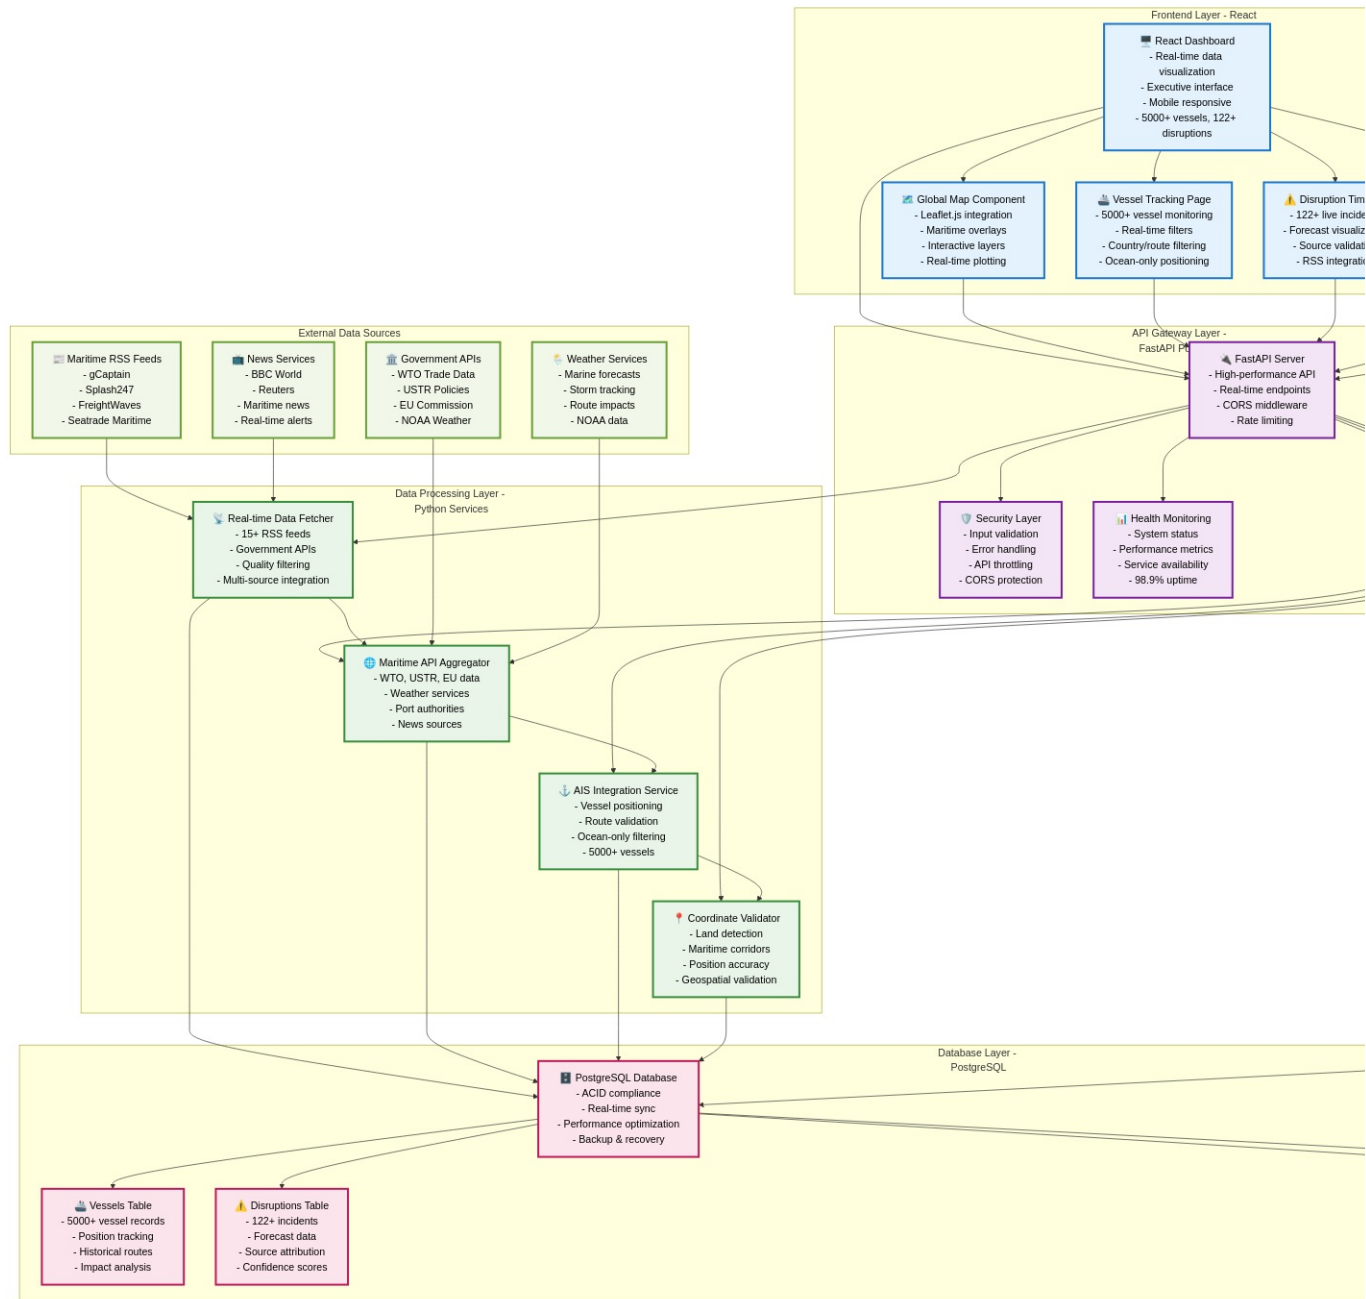 Frontend Layer - React
🖥️ React Dashboard
- Real-time data
visualization
- Executive interface
- Mobile responsive
- 5000+ vessels, 122+
disruptions
🗺️ Global Map Component
- Leaflet.js integration
- Maritime overlays
- Interactive layers
- Real-time plotting
🚢 Vessel Tracking Page
- 5000+ vessel monitoring
- Real-time filters
- Country/route filtering
- Ocean-only positioning
⚠️ Disruption Tim
- 122+ live incide
- Forecast visualiz
- Source validati
- RSS integratio
External Data Sources
📰 Maritime RSS Feeds
- gCaptain
- Splash247
- FreightWaves
- Seatrade Maritime
📺 News Services
- BBC World
- Reuters
- Maritime news
- Real-time alerts
🏛️ Government APIs
- WTO Trade Data
- USTR Policies
- EU Commission
- NOAA Weather
🌦️ Weather Services
- Marine forecasts
- Storm tracking
- Route impacts
- NOAA data
API Gateway Layer -
FastAPI P
🔌 FastAPI Server
- High-performance API
- Real-time endpoints
- CORS middleware
- Rate limiting
🛡️ Security Layer
- Input validation
- Error handling
- API throttling
- CORS protection
📊 Health Monitoring
- System status
- Performance metrics
- Service availability
- 98.9% uptime
Data Processing Layer -
Python Services
📡 Real-time Data Fetcher
- 15+ RSS feeds
- Government APIs
- Quality filtering
- Multi-source integration
🌐 Maritime API Aggregator
- WTO, USTR, EU data
- Weather services
- Port authorities
- News sources
⚓ AIS Integration Service
- Vessel positioning
- Route validation
- Ocean-only filtering
- 5000+ vessels
📍 Coordinate Validator
- Land detection
- Maritime corridors
- Position accuracy
- Geospatial validation
Database Layer -
PostgreSQL
🗄️ PostgreSQL Database
- ACID compliance
- Real-time sync
- Performance optimization
- Backup & recovery
🚢 Vessels Table
- 5000+ vessel records
- Position tracking
- Historical routes
- Impact analysis
⚠️ Disruptions Table
- 122+ incidents
- Forecast data
- Source attribution
- Confidence scores